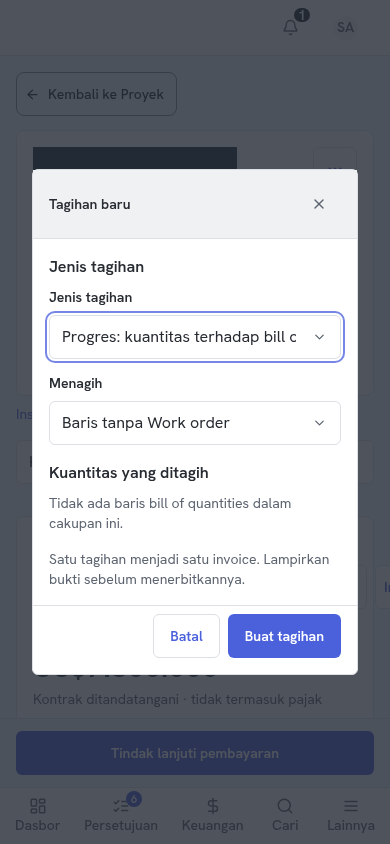 1
SA
Kembali ke Proyek
Tagihan baru
Jenis tagihan
Jenis tagihan
Progres: kuantitas terhadap bill c
Menagih
Baris tanpa Work order
Kuantitas yang ditagih
Tidak ada baris bill of quantities dalam
cakupan ini.
Satu tagihan menjadi satu invoice. Lampirkan
bukti sebelum menerbitkannya.
Batal
Buat tagihan
Kontrak ditandatangani · tidak termasuk pajak
Tindak lanjuti pembayaran
6
Dasbor
Persetujuan
Keuangan
Cari
Lainnya